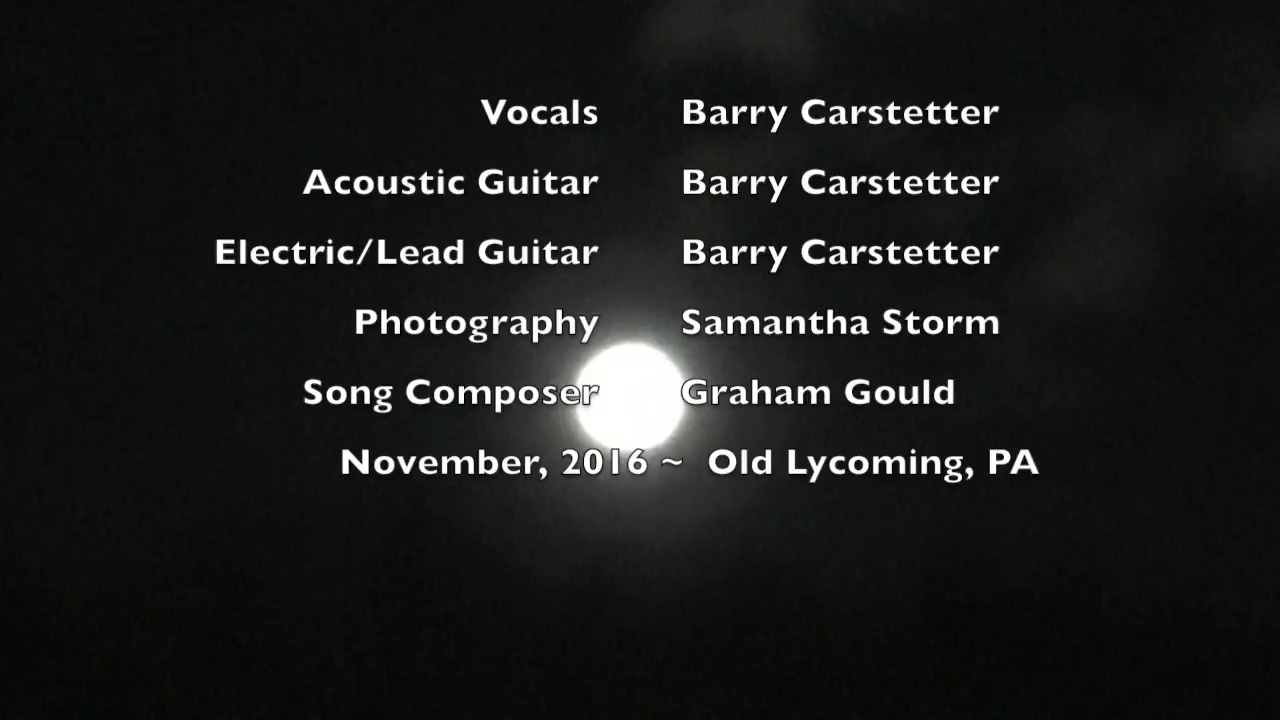 Vocals Barry Carstetter
Acoustic Guitar Barry Carstetter
Electric/Lead Guitar Barry Carstetter
Photography Samantha Storm
Song Composer Graham Gould
November, 2016 ~ Old Lycoming, PA